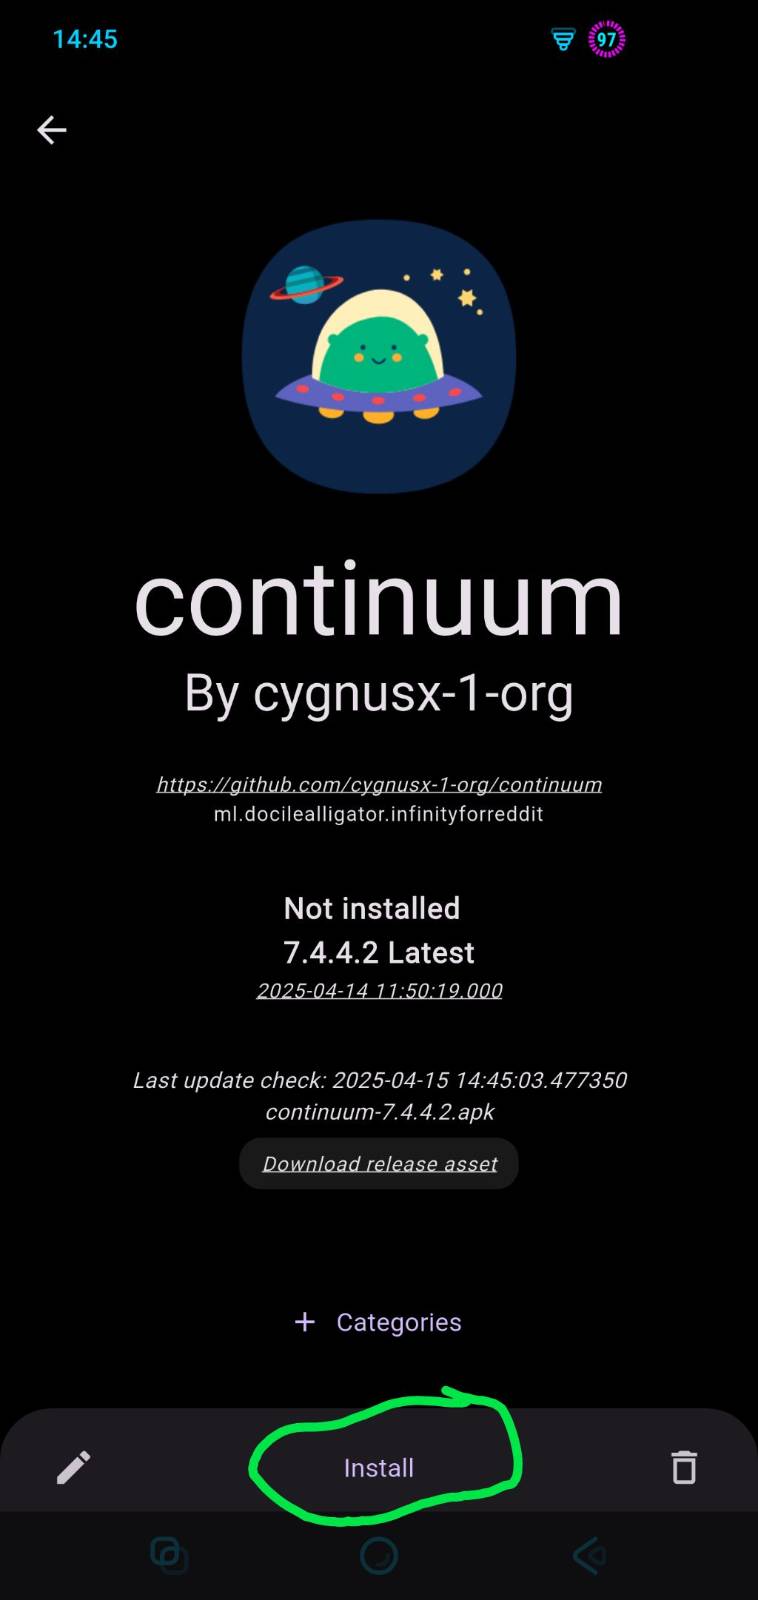 14:45
97
continuum
By cygnusx-1-org
https://github.com/cygnusx-1-org/continuum
ml.docilealligator.infinityforreddit
Not installed
7.4.4.2 Latest
2025-04-14 11:50:19.000
Last update check: 2025-04-15 14:45:03.477350
continuum-7.4.4.2.apk
Download release asset
+ Categories
Install